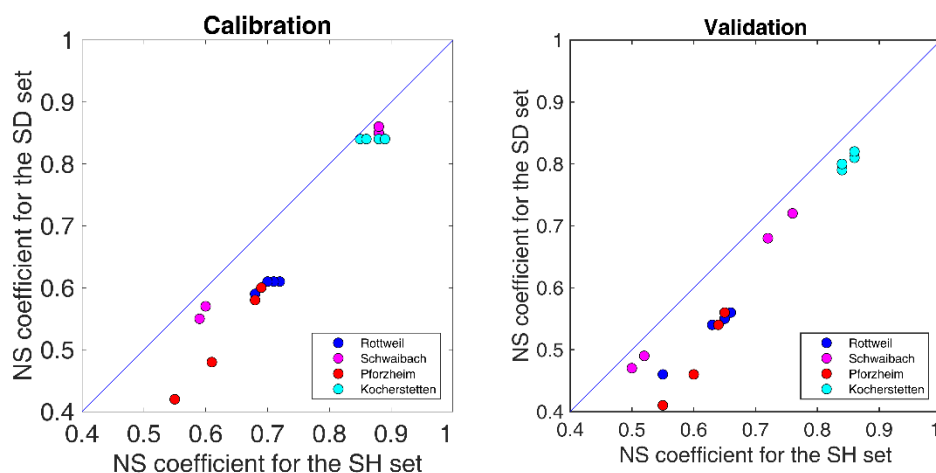 Calibration
NS coefficient for the SD set
1
0.9
0.8
0.7
0.6
0.5
0.4
0.4 0.5 0.6 0.7 0.8 0.9 1
NS coefficient for the SH set
Rottweil
Schwaibach
Pforzheim
Kocherstetten
Validation
NS coefficient for the SD set
1
0.9
0.8
0.7
0.6
0.5
0.4
0.4 0.5 0.6 0.7 0.8 0.9 1
NS coefficient for the SH set
Rottweil
Schwaibach
Pforzheim
Kocherstetten